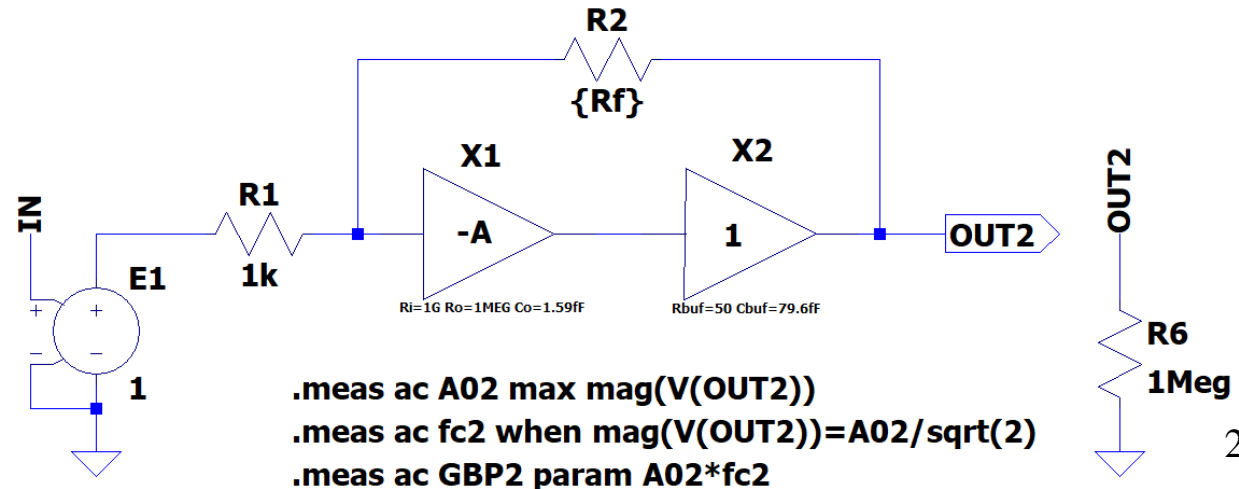 R2
{Rf}
X1
X2
R1
-A
1
IN
OUT2
OUT2
1k
E1
Ri=1G Ro=1MEG Co=1.59fF
Rbuf=50 Cbuf=79.6fF
+
+
-
-
R6
1
1Meg
.meas ac A02 max mag(V(OUT2))
.meas ac fc2 when mag(V(OUT2))=A02/sqrt(2)
.meas ac GBP2 param A02*fc2
2